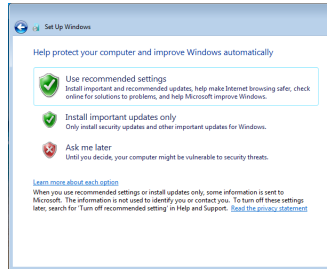 Set Up Windows
Help protect your computer and improve Windows automatically
Use recommended settings
Install important and recommended updates, help make Internet browsing safer, check
online for solutions to problems, and help Microsoft improve Windows.
Install important updates only
Only install security updates and other important updates for Windows.
Ask me later
Until you decide, your computer might be vulnerable to security threats.
Learn more about each option
When you use recommended settings or install updates only, some information is sent to
Microsoft. The information is not used to identify you or contact you. To turn off these settings
later, search for 'Turn off recommended setting' in Help and Support. Read the privacy statement